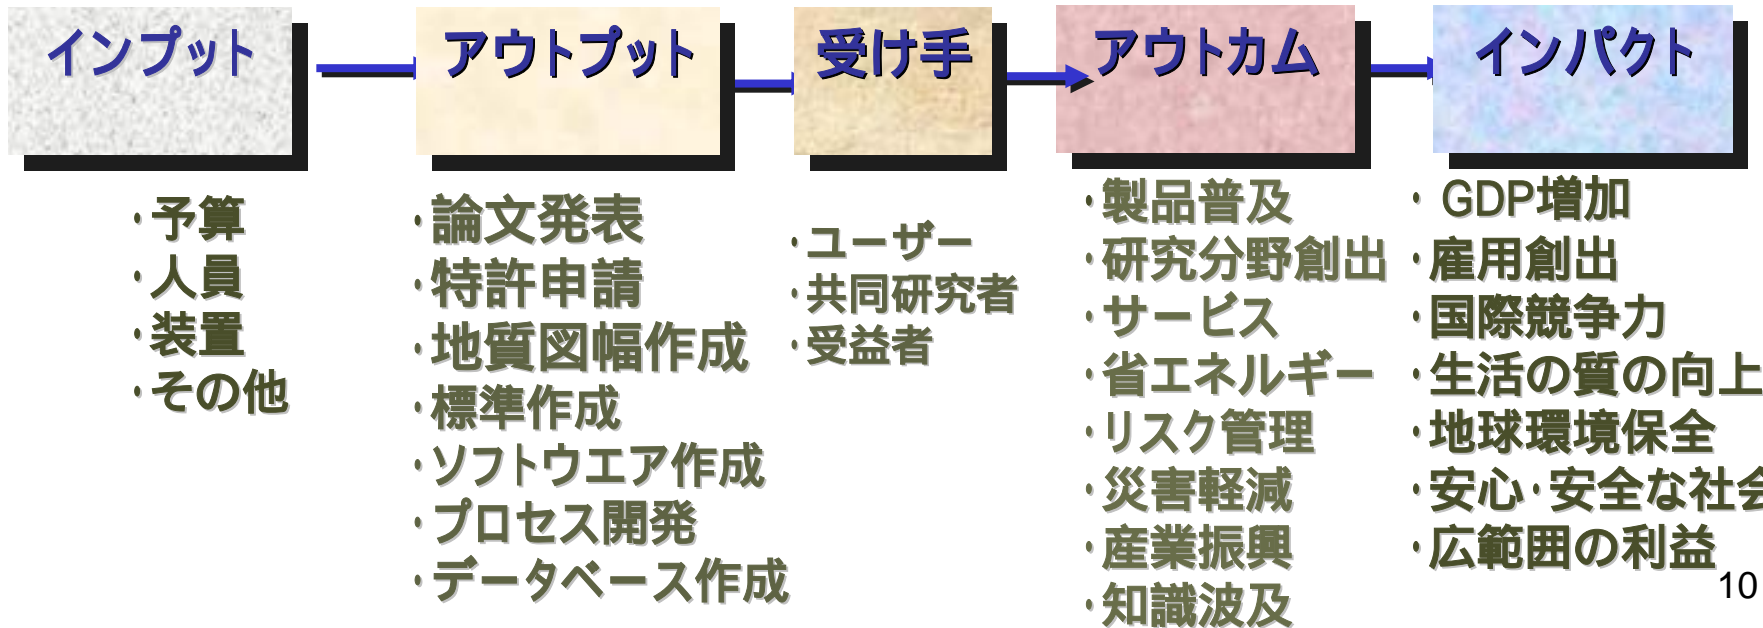 インプット
・予算
・人員
・装置
・その他
アウトプット
・論文発表
・特許申請
・地質図幅作成
・標準作成
・ソフトウエア作成
・プロセス開発
・データベース作成
受け手
・ユーザー
・共同研究者
・受益者
アウトカム
・製品普及
・研究分野創出
・サービス
・省エネルギー
・リスク管理
・災害軽減
・産業振興
・知識波及
インパクト
・GDP増加
・雇用創出
・国際競争力
・生活の質の向上
・地球環境保全
・安心・安全な社会
・広範囲の利益
10